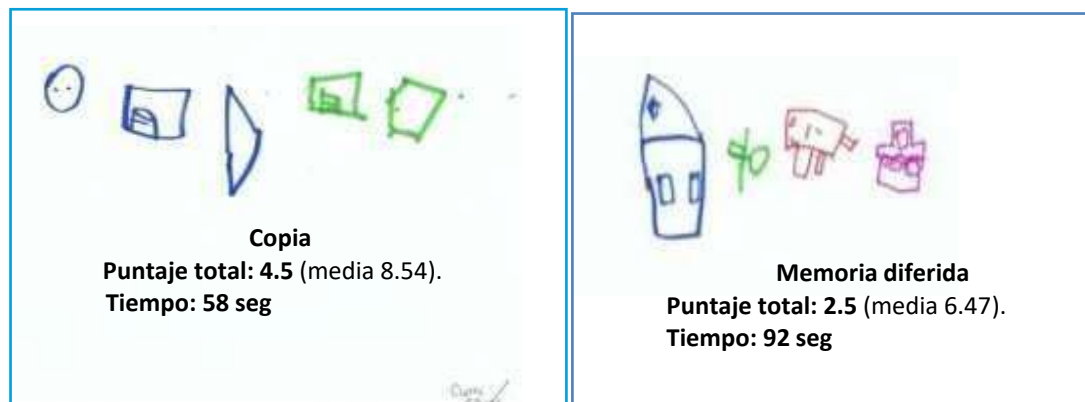 Copia
Puntaje total: 4.5 (media 8.54).
Tiempo: 58 seg
Memoria diferida
Puntaje total: 2.5 (media 6.47).
Tiempo: 92 seg